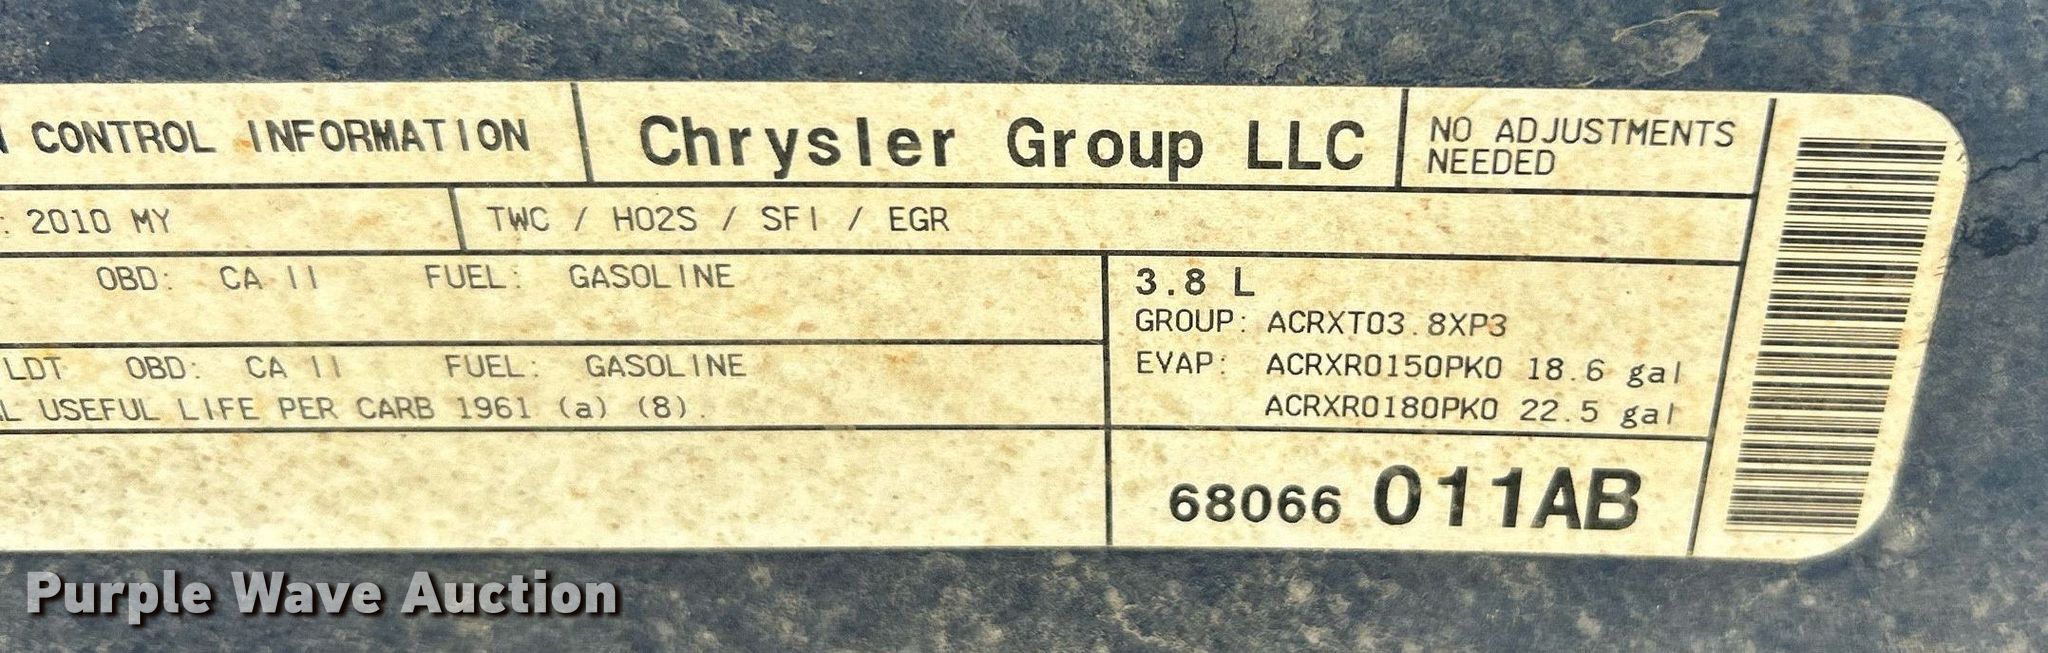 CONTROL INFORMATION
Chrysler Group LLC
NO ADJUSTMENTS
NEEDED
: 2010 MY
TWC / HO2S / SFI / EGR
OBD: CA II FUEL: GASOLINE
LDT OBD: CA II FUEL: GASOLINE
USEFUL LIFE PER CARB 1961 (a) (8).
3.8 L
GROUP: ACRXT03.8XP3
EVAP: ACRXR0150PK0 18.6 gal
ACRXR0180PK0 22.5 gal
68066 011AB
Purple Wave Auction